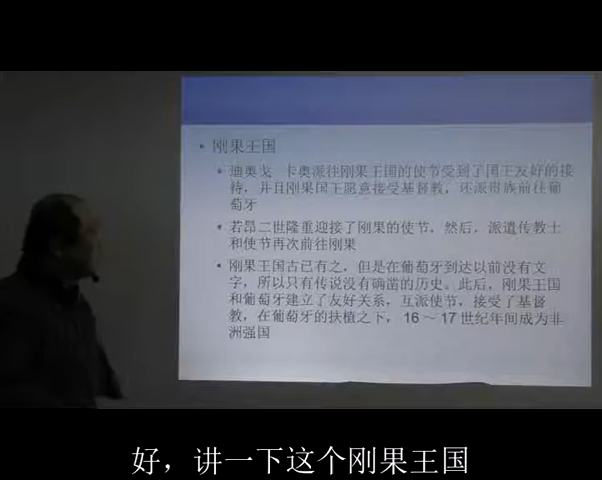 • 刚果王国
• 迪奥戈 卡奥派往刚果王国的使节受到了国王友好的接
待，并且刚果国王愿意接受基督教，还派贵族前往葡
萄牙
• 若昂二世隆重迎接了刚果的使节，然后，派遣传教士
和使节再次前往刚果
• 刚果王国古已有之，但是在葡萄牙到达以前没有文
字，所以只有传说没有确凿的历史。此后，刚果王国
和葡萄牙建立了友好关系，互派使节，接受了基督
教，在葡萄牙的扶植之下，16～17世纪年间成为非
洲强国
好，讲一下这个刚果王国